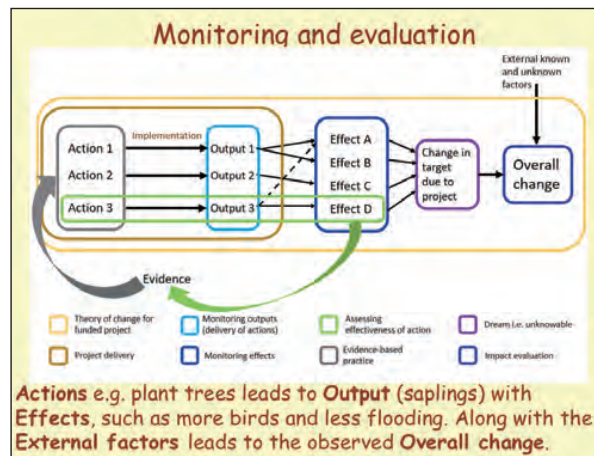 Monitoring and evaluation
External known
and unknown
factors
Implementation
Action 1
Action 2
Action 3
Output 1
Output 2
Output 3
Effect A
Effect B
Effect C
Effect D
Change in
target
due to
project
Overall
change
Evidence
Theory of change for
funded project
Monitoring outputs
(delivery of actions)
Assessing
effectiveness of action
Dream i.e. unknowable
Project delivery
Monitoring effects
Evidence-based
practice
Impact evaluation
Actions e.g. plant trees leads to Output (saplings) with
Effects, such as more birds and less flooding. Along with the
External factors leads to the observed Overall change.